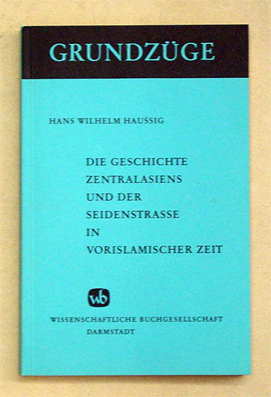 GRUNDZÜGE
HANS WILHELM HAUSSIG
DIE GESCHICHTE
ZENTRALASIENS
UND DER
SEIDENSTRASSE
IN
VORISLAMISCHER ZEIT
wb
WISSENSCHAFTLICHE BUCHGESELLSCHAFT
DARMSTADT